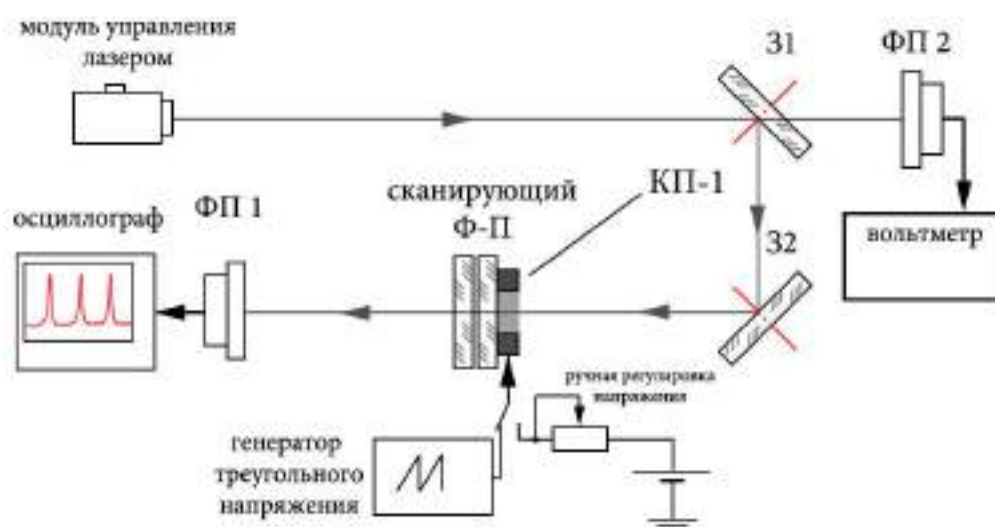 модуль управления
лазером
З1
ФП 2
КП-1
сканирующий
Ф-П
ФП 1
осциллограф
З2
вольтметр
ручная регулировка
напряжения
генератор
треугольного
напряжения